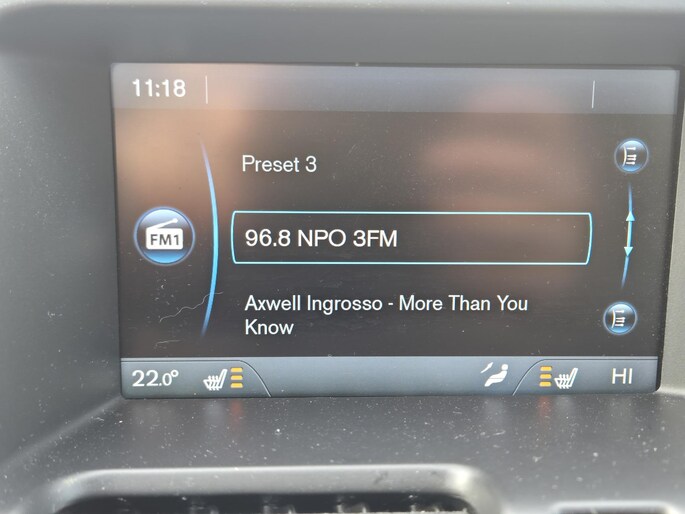 11:18
Preset 3
FM1
96.8 NPO 3FM
Axwell Ingrosso - More Than You
Know
22.0° HI